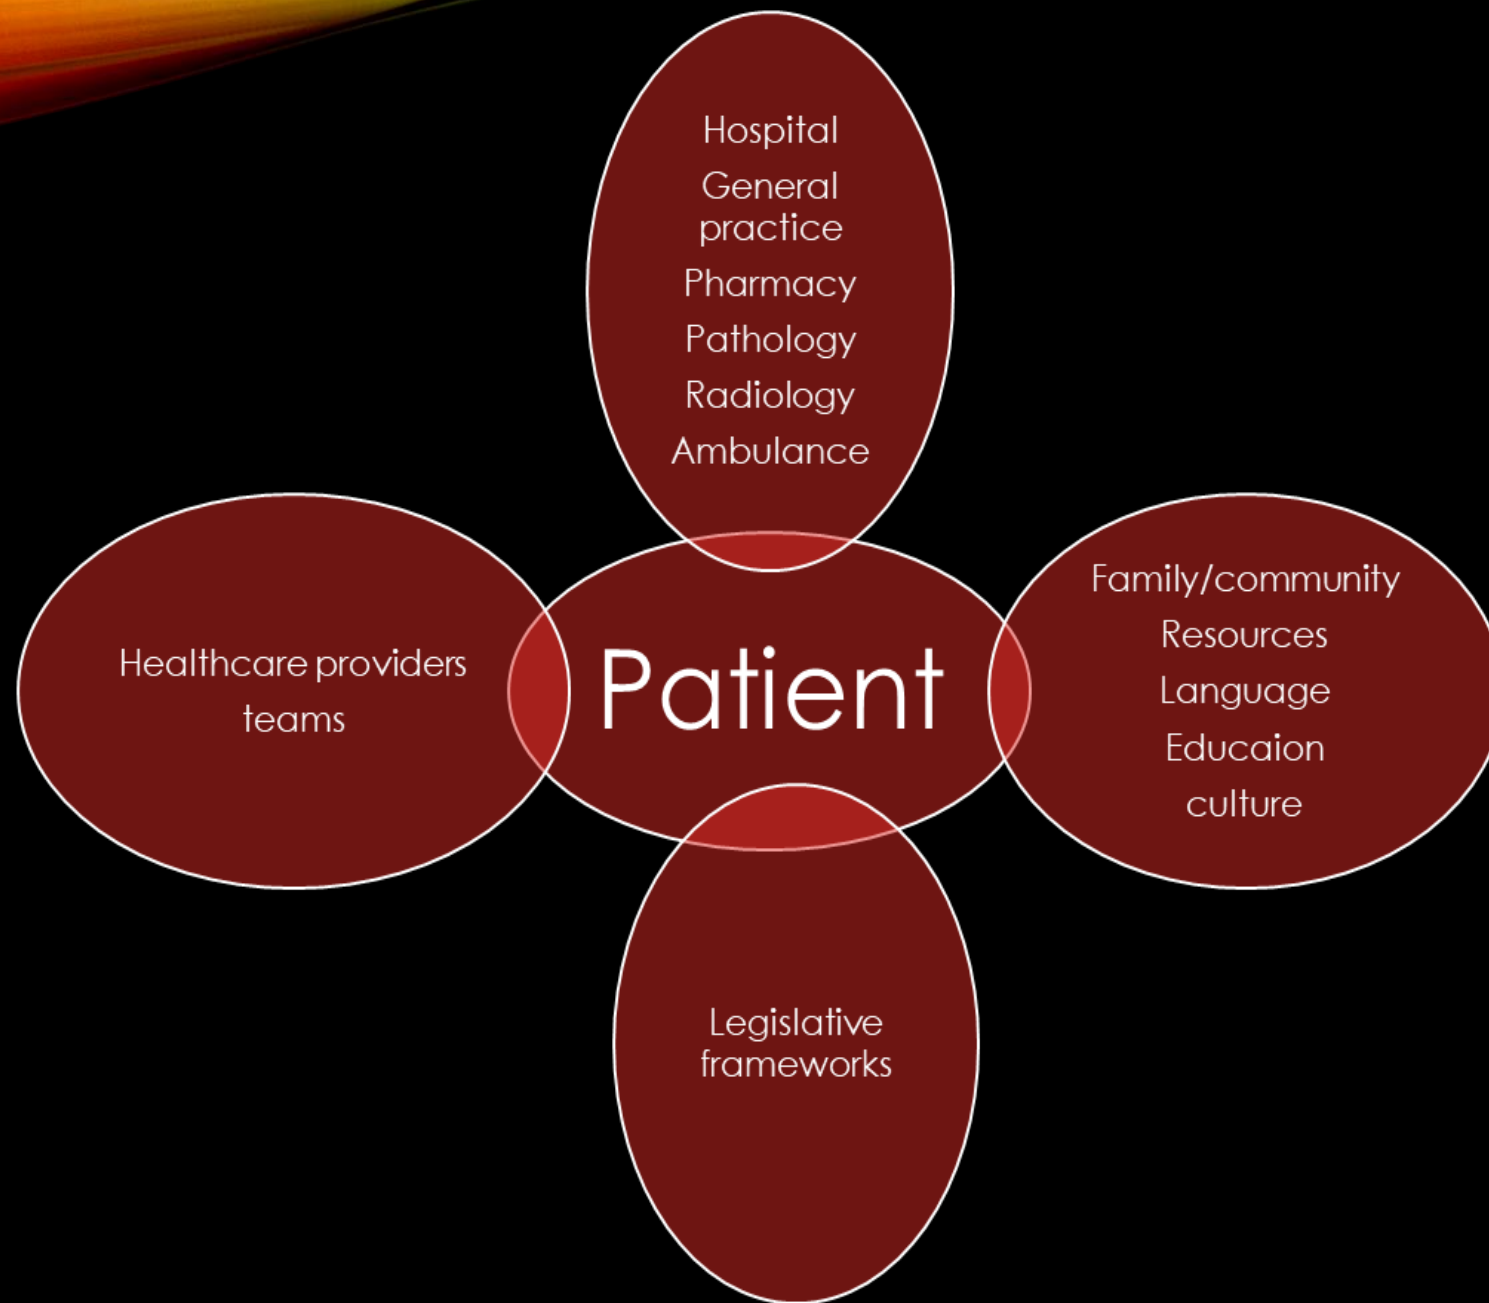 Hospital
General
practice
Pharmacy
Pathology
Radiology
Ambulance
Healthcare providers
teams
Patient
Family/community
Resources
Language
Educaion
culture
Legislative
frameworks